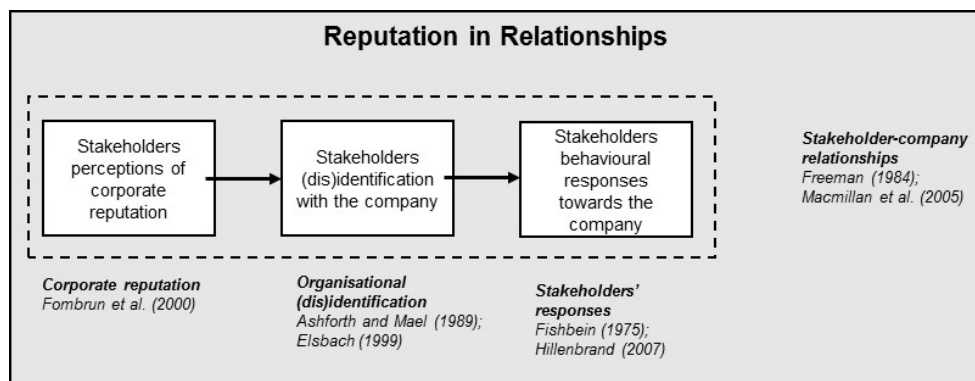 Reputation in Relationships
Stakeholders
perceptions of
corporate
reputation
Stakeholders
(dis)identification
with the company
Stakeholders
behavioural
responses
towards the
company
Stakeholder-company
relationships
Freeman (1984);
Macmillan et al. (2005)
Corporate reputation
Fombrun et al. (2000)
Organisational
(dis)identification
Ashforth and Mael (1989);
Elsbach (1999)
Stakeholders'
responses
Fishbein (1975);
Hillenbrand (2007)